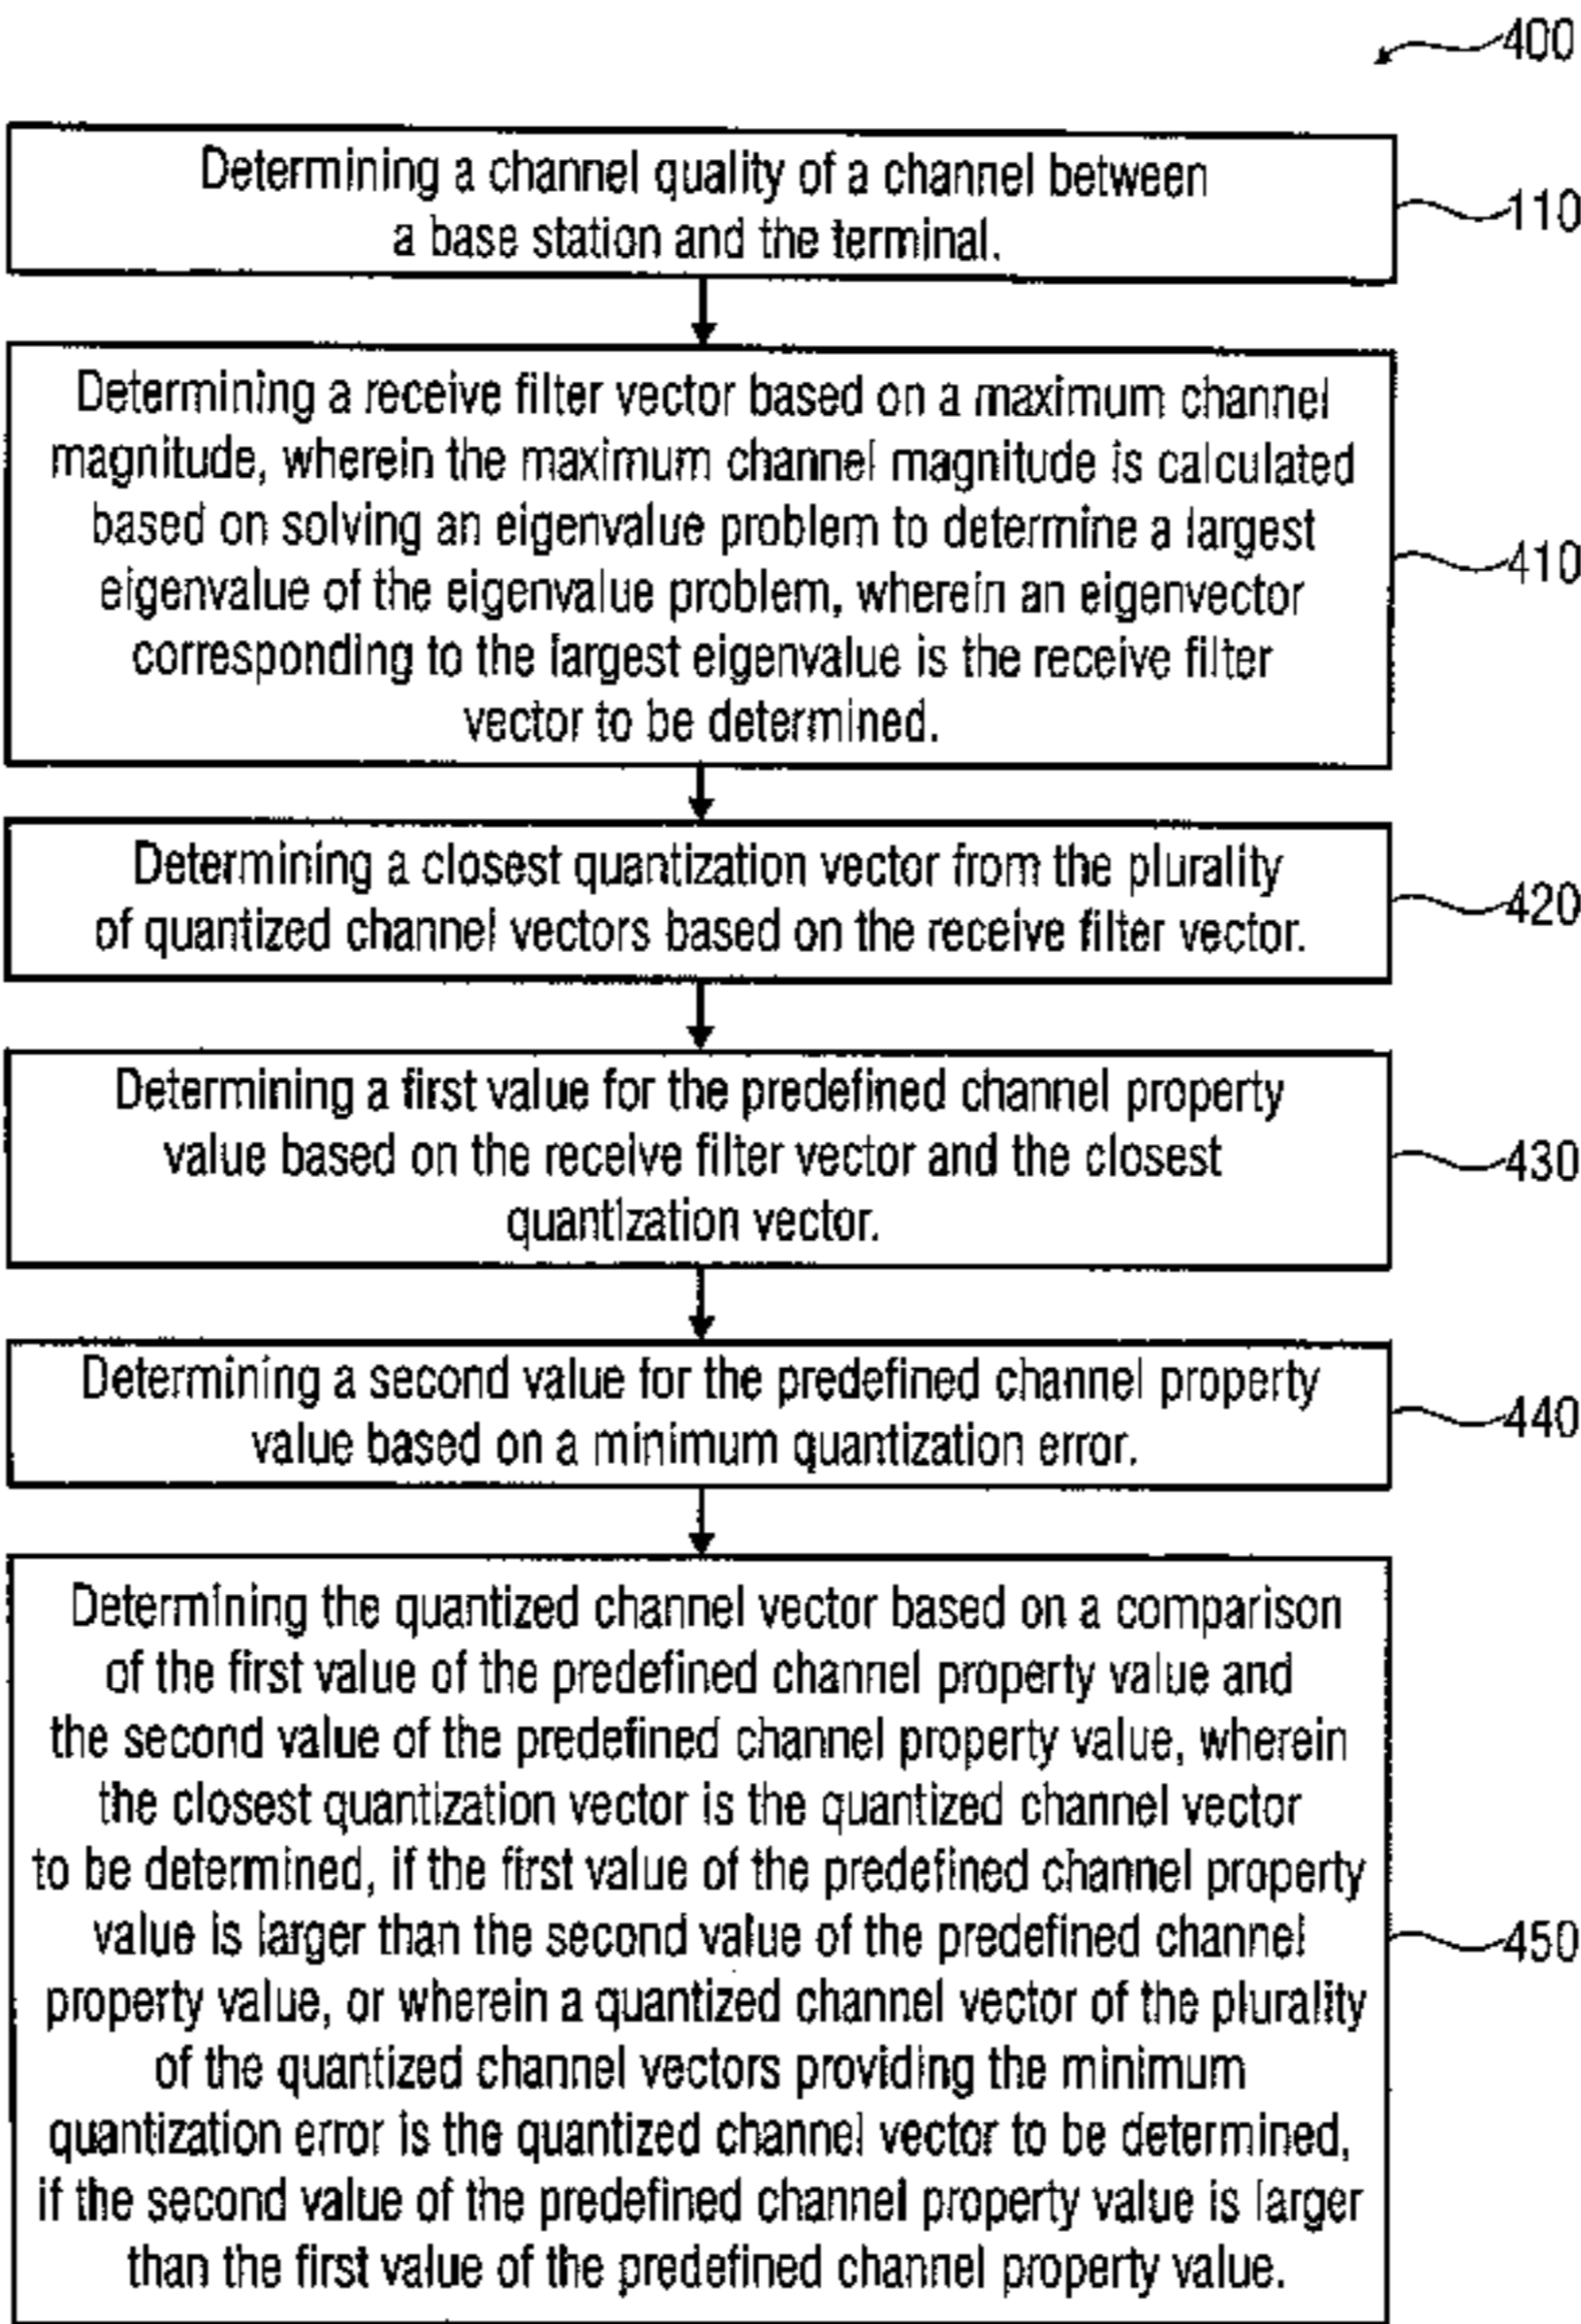 400
Determining a channel quality of a channel between
a base station and the terminal.
110
Determining a receive filter vector based on a maximum channel
magnitude, wherein the maximum channel magnitude is calculated
based on solving an eigenvalue problem to determine a largest
eigenvalue of the eigenvalue problem, wherein an eigenvector
corresponding to the largest eigenvalue is the receive filter
vector to be determined.
410
Determining a closest quantization vector from the plurality
of quantized channel vectors based on the receive filter vector.
420
Determining a first value for the predefined channel property
value based on the receive filter vector and the closest
quantization vector.
430
Determining a second value for the predefined channel property
value based on a minimum quantization error.
440
Determining the quantized channel vector based on a comparison
of the first value of the predefined channel property value and
the second value of the predefined channel property value, wherein
the closest quantization vector is the quantized channel vector
to be determined, if the first value of the predefined channel property
value is larger than the second value of the predefined channel
property value, or wherein a quantized channel vector of the plurality
of the quantized channel vectors providing the minimum
quantization error is the quantized channel vector to be determined,
if the second value of the predefined channel property value is larger
than the first value of the predefined channel property value.
450